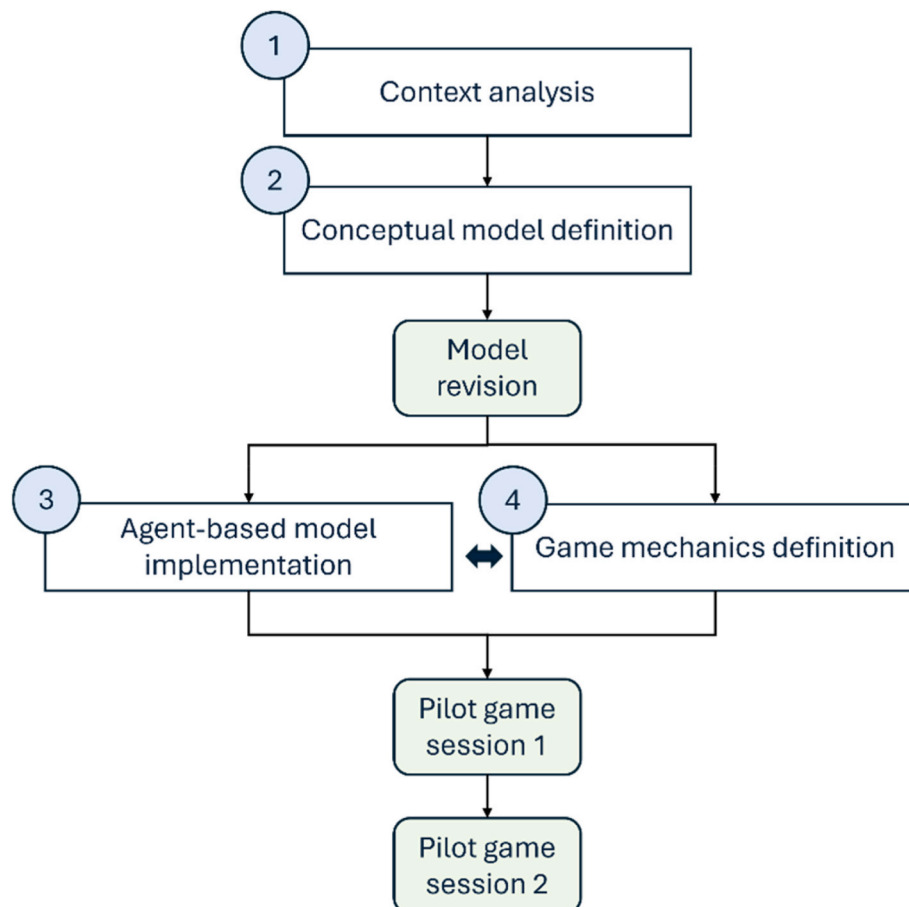 1
Context analysis
2
Conceptual model definition
Model
revision
3
Agent-based model
implementation
4
Game mechanics definition
Pilot game
session 1
Pilot game
session 2